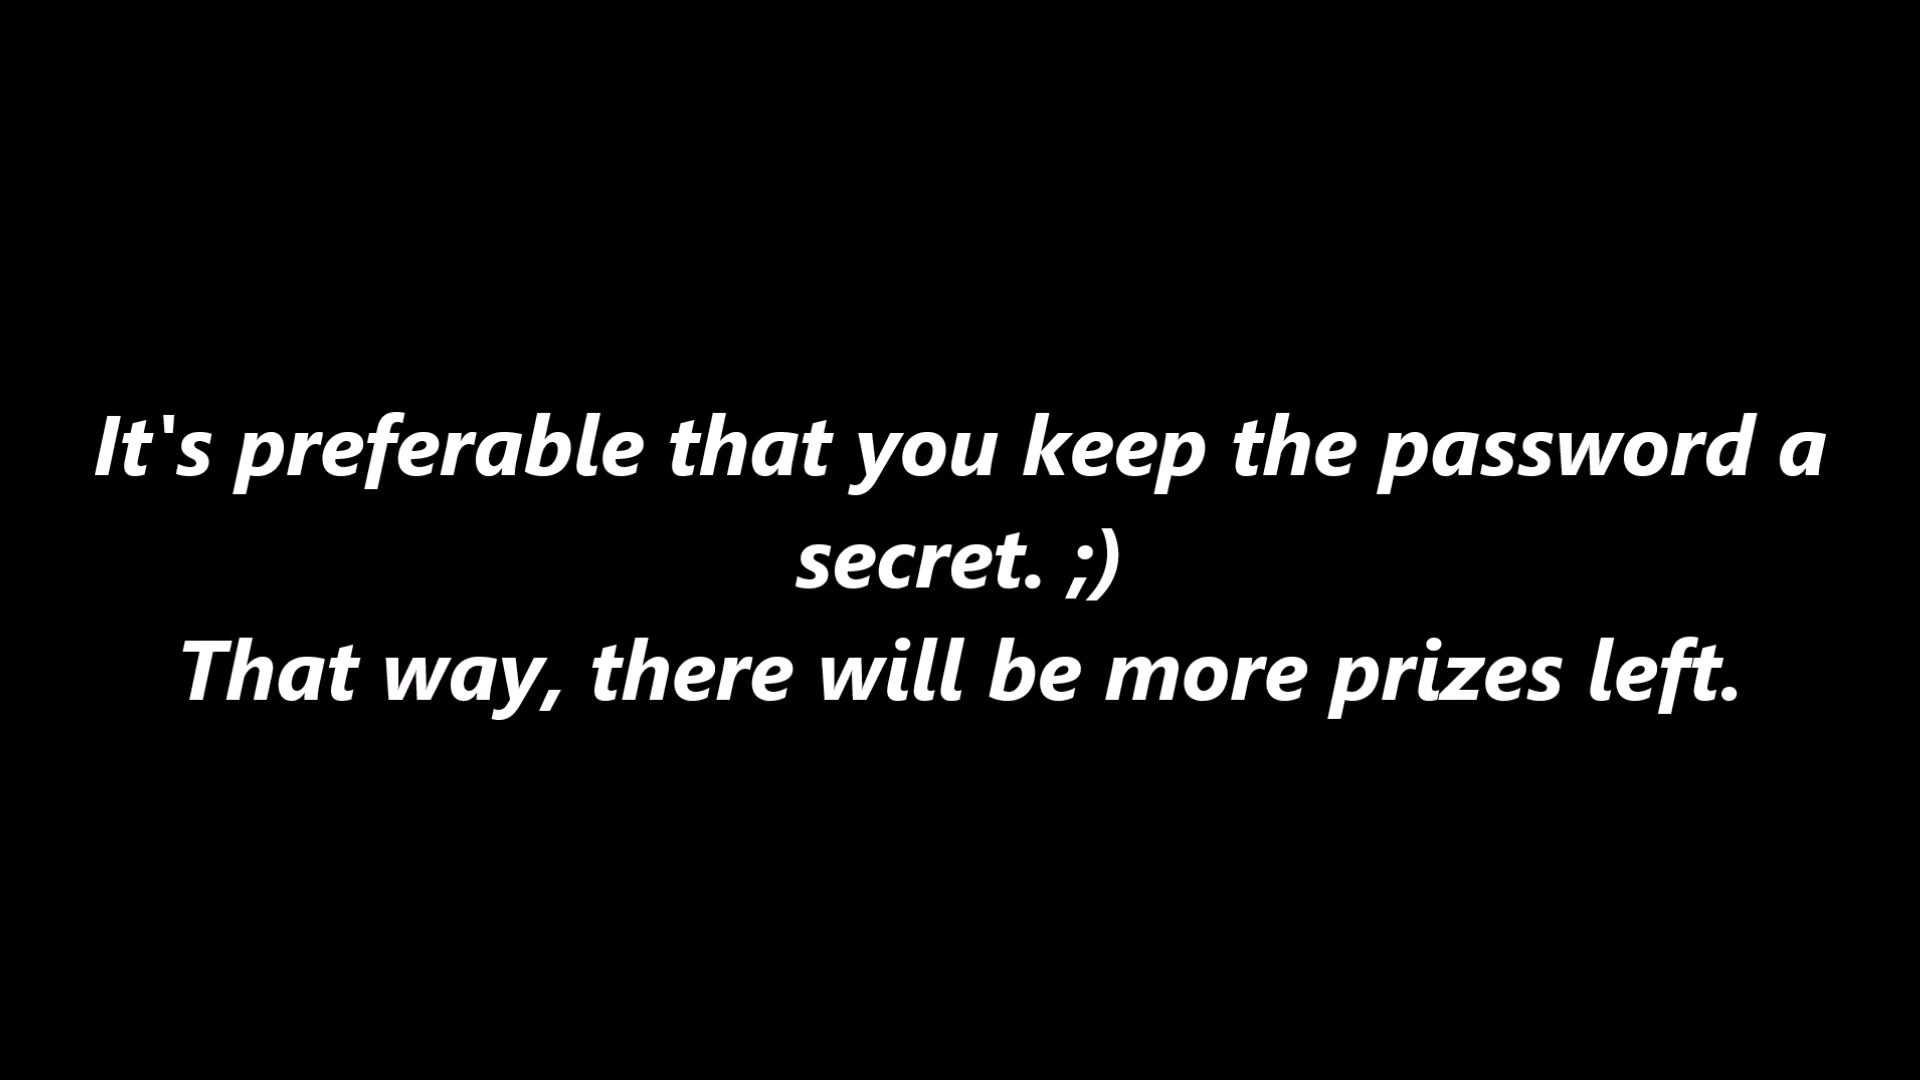 It's preferable that you keep the password a
secret. ;)
That way, there will be more prizes left.